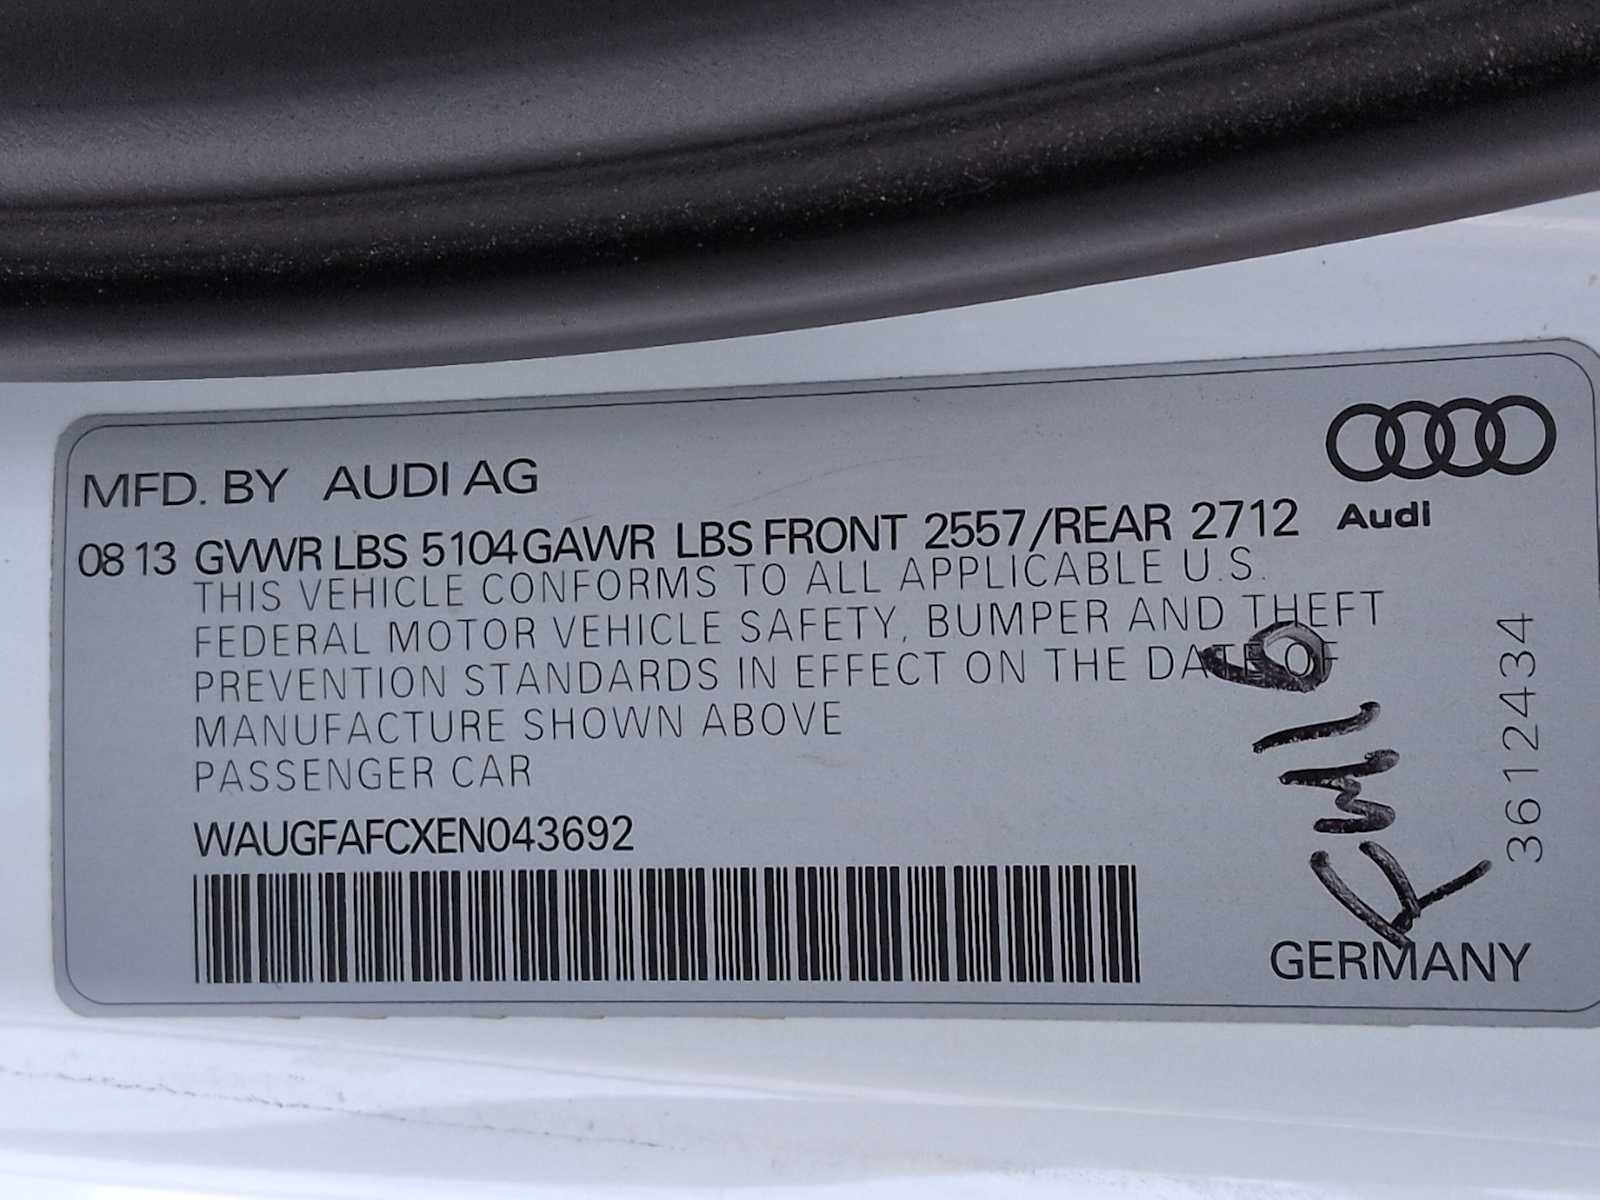 MFD. BY AUDI AG
Audi
08 13 GVWR LBS 5104 GAWR LBS FRONT 2557/REAR 2712
THIS VEHICLE CONFORMS TO ALL APPLICABLE U.S.
FEDERAL MOTOR VEHICLE SAFETY, BUMPER AND THEFT
PREVENTION STANDARDS IN EFFECT ON THE DATE OF
MANUFACTURE SHOWN ABOVE
PASSENGER CAR
WAUGFAFCXEN043692
3612434
GERMANY